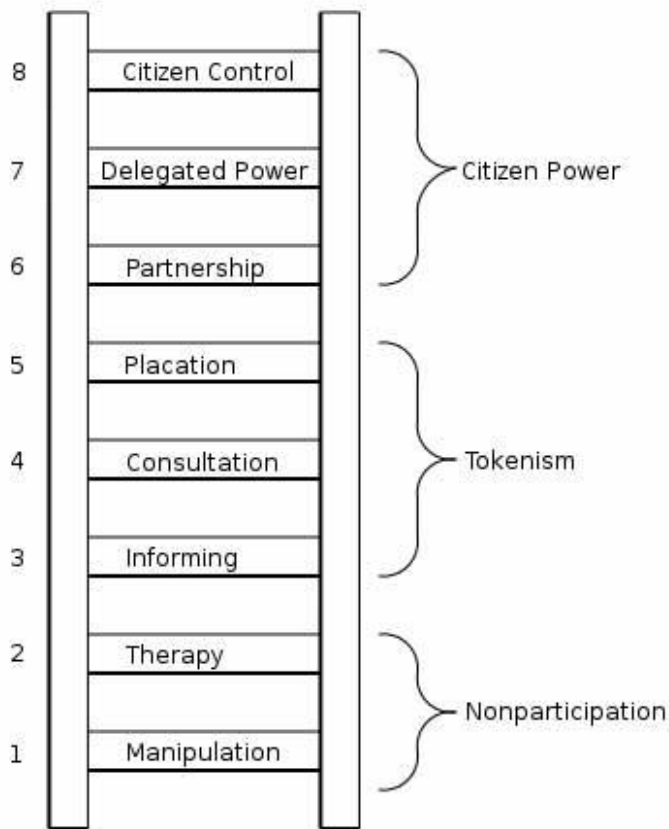 8 Citizen Control
7 Delegated Power
Citizen Power
6 Partnership
5 Placation
4 Consultation
Tokenism
3 Informing
2 Therapy
Nonparticipation
1 Manipulation